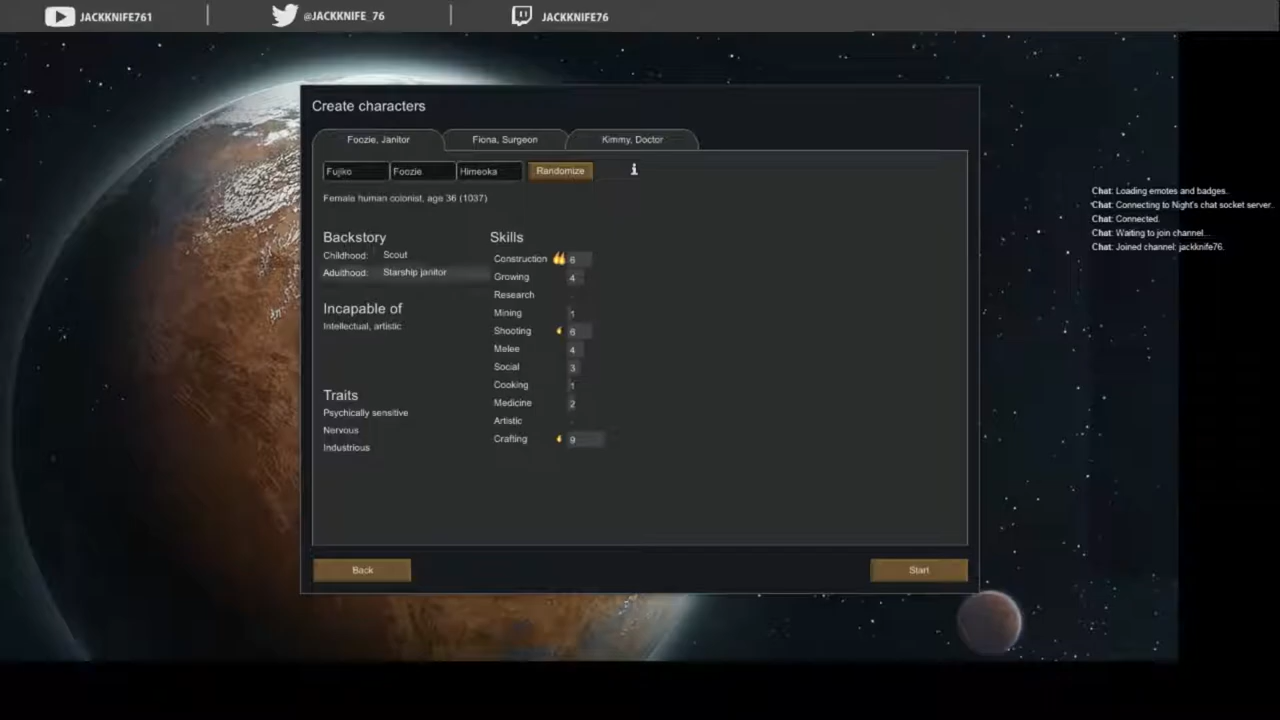 JACKKNIFE761 | @JACKKNIFE_76 | JACKKNIFE76
Create characters
Foozie, Janitor
Fiona, Surgeon
Kimmy, Doctor
Fujiko Foozie Himeoka Randomize
Female human colonist, age 36 (1037)
Backstory
Childhood: Scout
Adulthood: Starship janitor
Incapable of
Intellectual, artistic
Traits
Psychically sensitive
Nervous
Industrious
Skills
Construction 6
Growing 4
Research -
Mining 1
Shooting 6
Melee 4
Social 3
Cooking 1
Medicine 2
Artistic -
Crafting 9
Back
Start
Chat: Loading emotes and badges.
Chat: Connecting to Night's chat socket server.
Chat: Connected.
Chat: Waiting to join channel...
Chat: Joined channel: jackknife76.